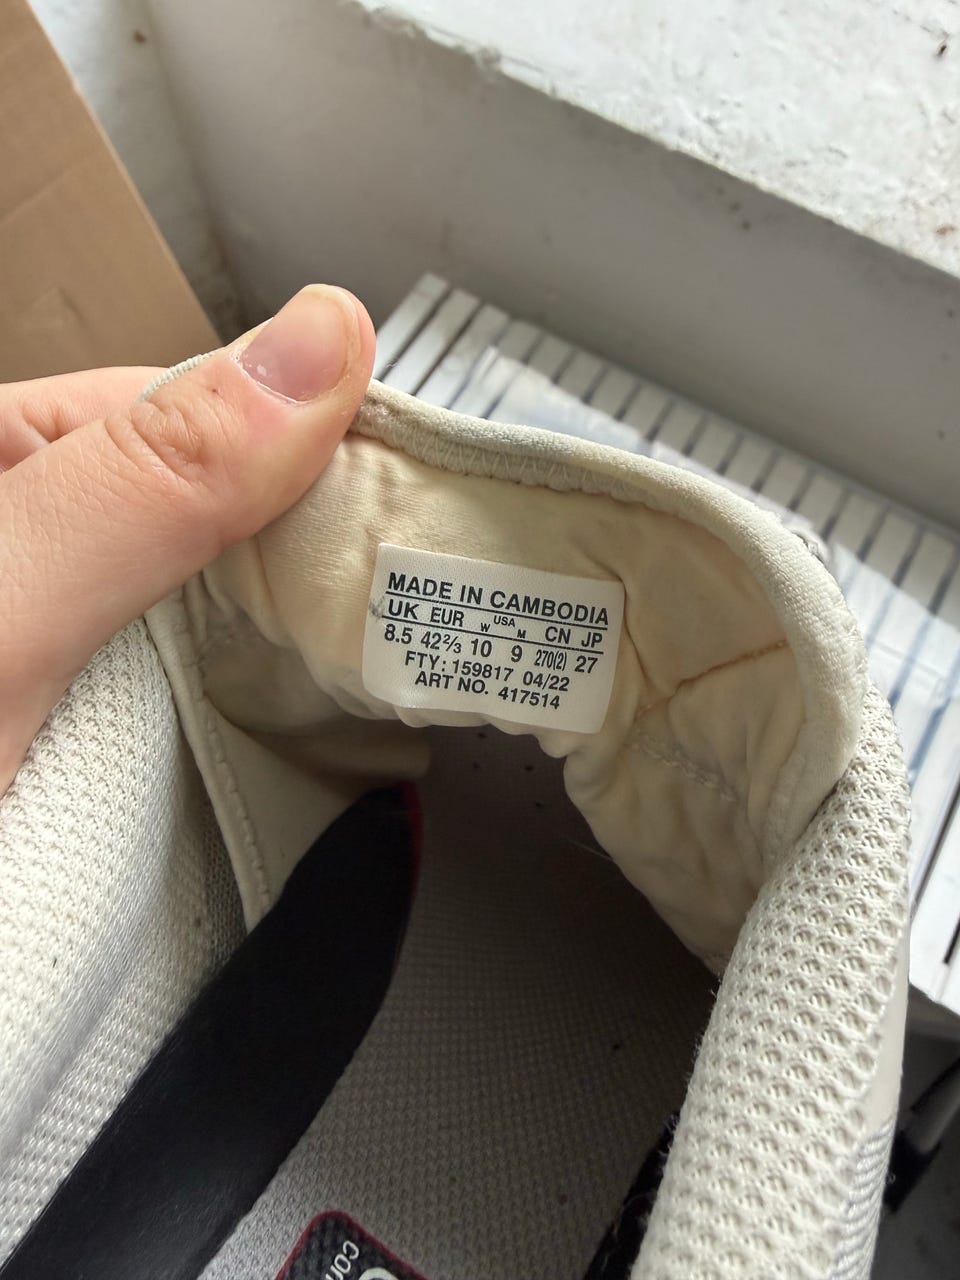 MADE IN CAMBODIA
UK EUR W USA M CN JP
8.5 42⅔ 10 9 270(2) 27
FTY: 159817 04/22
ART NO. 417514